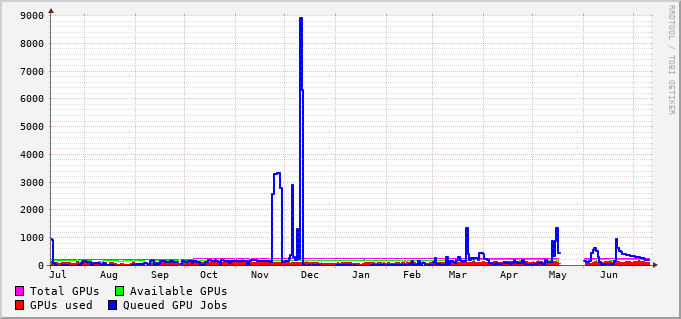 RRDTOOL / TOBI OETIKER
9000
8000
7000
6000
5000
4000
3000
2000
1000
0
Jul Aug Sep Oct Nov Dec Jan Feb Mar Apr May Jun
Total GPUs Available GPUs
GPUs used Queued GPU Jobs